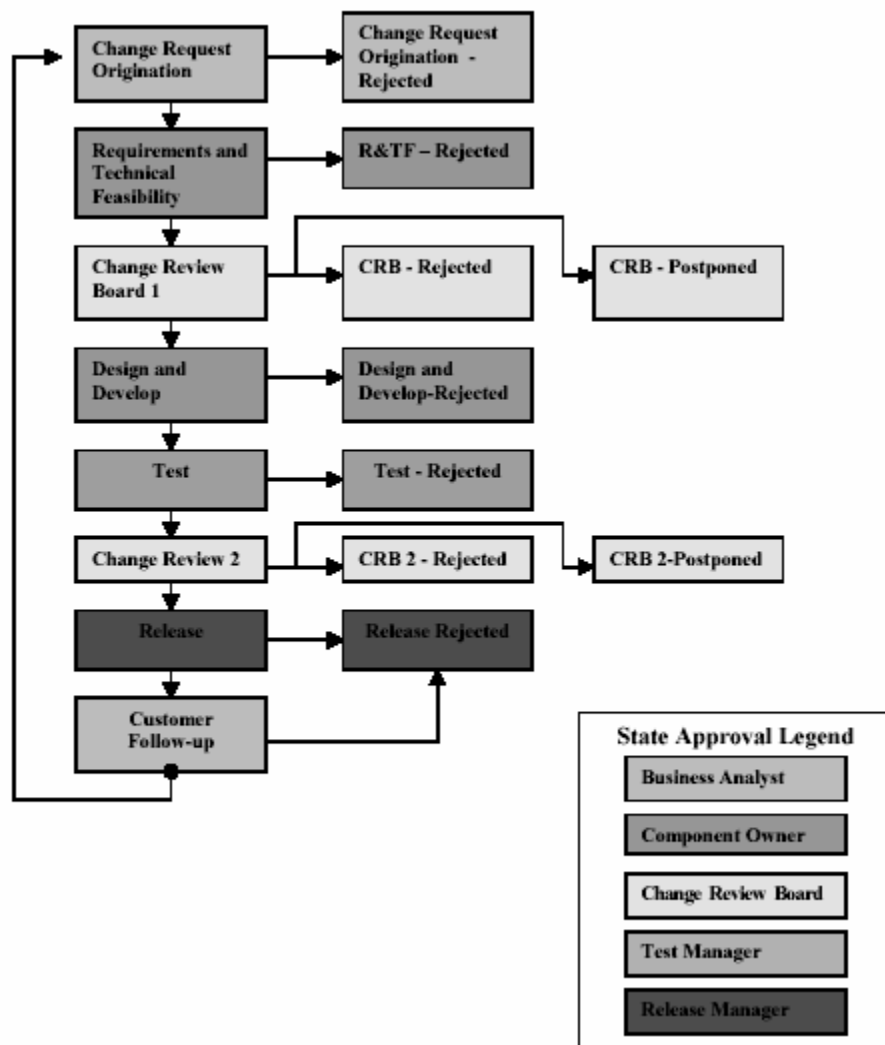 Change Request
Origination
Change Request
Origination -
Rejected
Requirements and
Technical
Feasibility
R&TF – Rejected
Change Review
Board 1
CRB - Rejected
CRB - Postponed
Design and
Develop
Design and
Develop-Rejected
Test
Test - Rejected
Change Review 2
CRB 2 - Rejected
CRB 2-Postponed
Release
Release Rejected
Customer
Follow-up
State Approval Legend
Business Analyst
Component Owner
Change Review Board
Test Manager
Release Manager